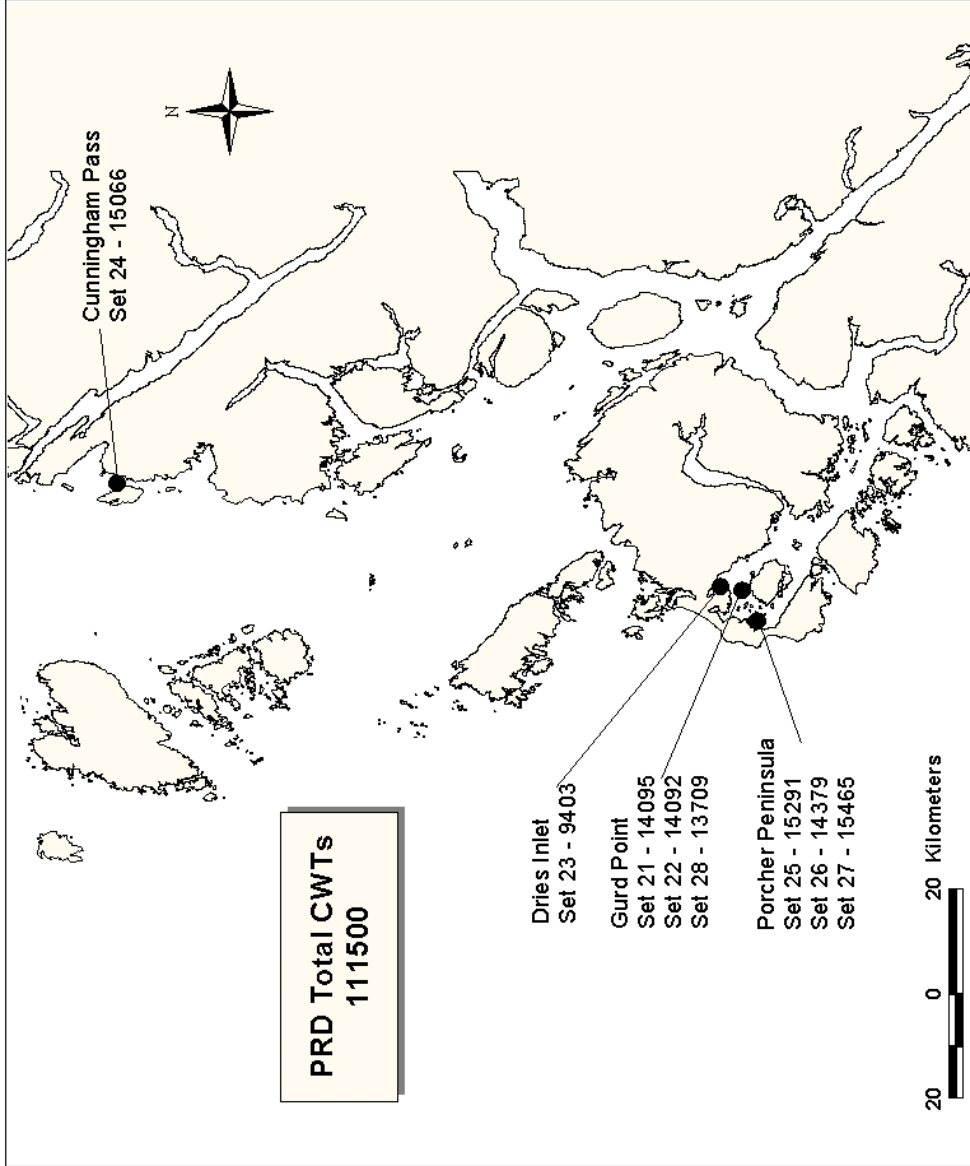 Cunningham Pass
Set 24 - 15066
N
PRD Total CWTs
111500
Dries Inlet
Set 23 - 9403
Gurd Point
Set 21 - 14095
Set 22 - 14092
Set 28 - 13709
Porcher Peninsula
Set 25 - 15291
Set 26 - 14379
Set 27 - 15465
20 0 20 Kilometers